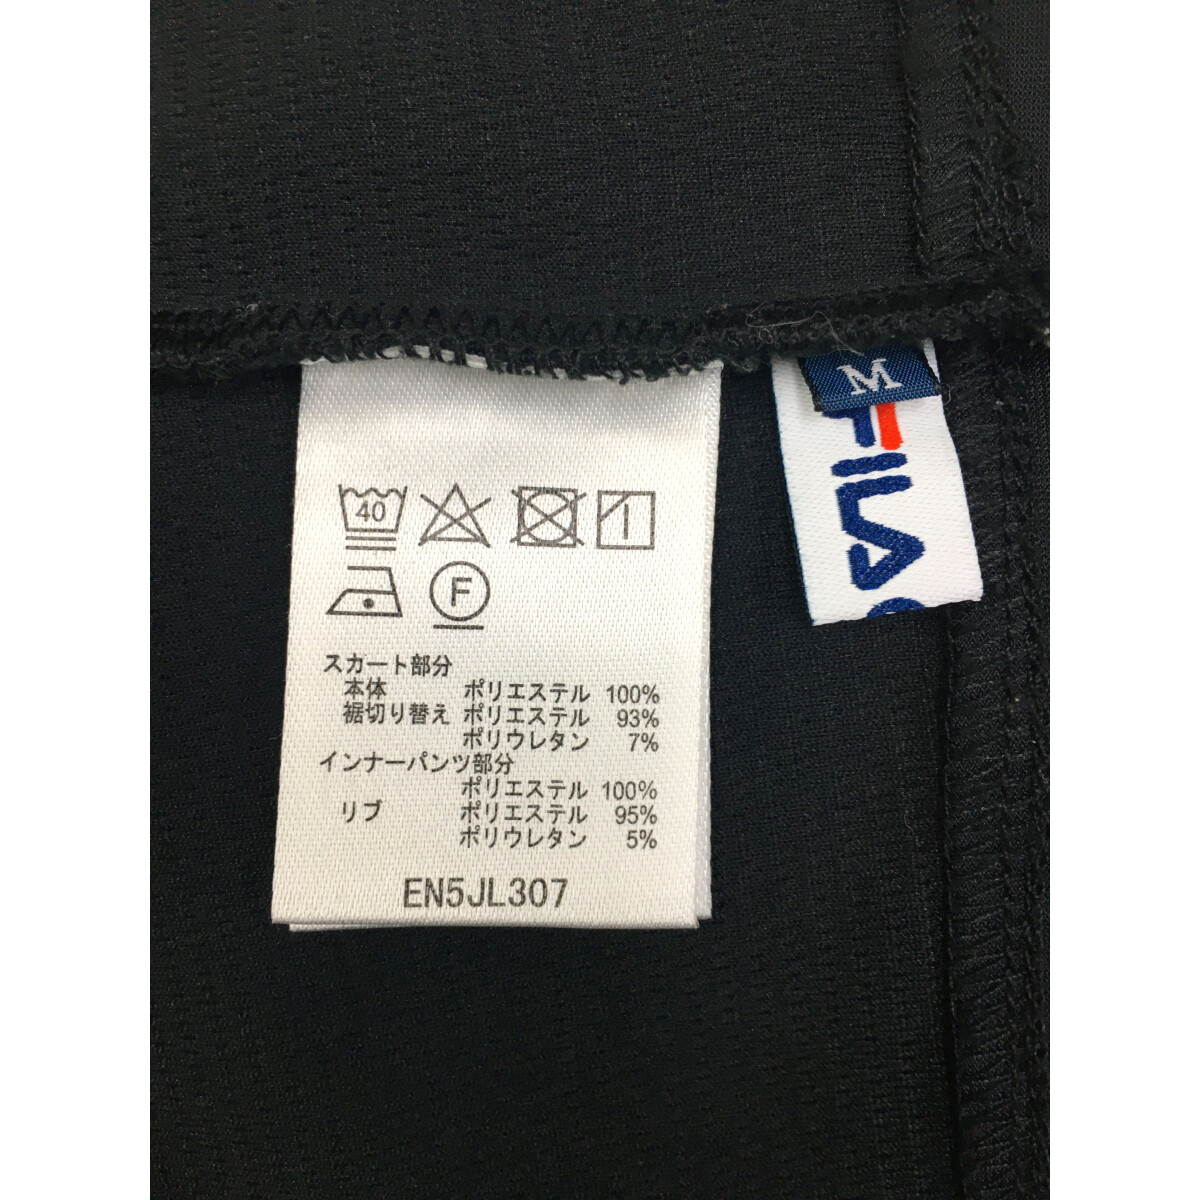 M
FILA
40
F
スカート部分
本体 ポリエステル 100%
裾切り替え ポリエステル 93%
ポリウレタン 7%
インナーパンツ部分
ポリエステル 100%
リブ ポリエステル 95%
ポリウレタン 5%
EN5JL307